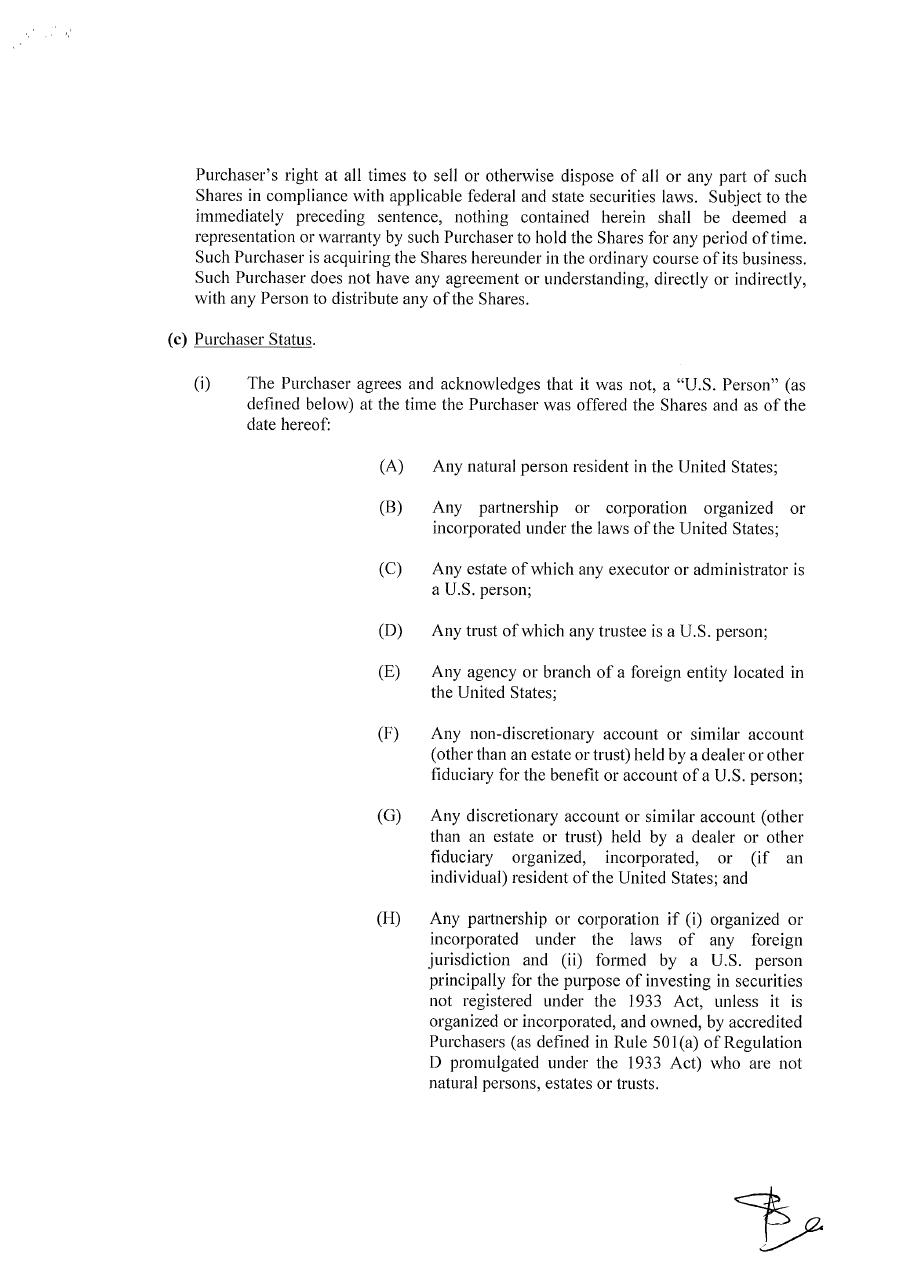 Purchaser's right at all times to sell or otherwise dispose of all or any part of such
Shares in compliance with applicable federal and state securities laws. Subject to the
immediately preceding sentence, nothing contained herein shall be deemed a
representation or warranty by such Purchaser to hold the Shares for any period of time.
Such Purchaser is acquiring the Shares hereunder in the ordinary course of its business.
Such Purchaser does not have any agreement or understanding, directly or indirectly,
with any Person to distribute any of the Shares.
(c) Purchaser Status.
(i) The Purchaser agrees and acknowledges that it was not, a “U.S. Person” (as
defined below) at the time the Purchaser was offered the Shares and as of the
date hereof:
(A) Any natural person resident in the United States;
(B) Any partnership or corporation organized or
incorporated under the laws of the United States;
(C) Any estate of which any executor or administrator is
a U.S. person;
(D) Any trust of which any trustee is a U.S. person;
(E) Any agency or branch of a foreign entity located in
the United States;
(F) Any non-discretionary account or similar account
(other than an estate or trust) held by a dealer or other
fiduciary for the benefit or account of a U.S. person;
(G) Any discretionary account or similar account (other
than an estate or trust) held by a dealer or other
fiduciary organized, incorporated, or (if an
individual) resident of the United States; and
(H) Any partnership or corporation if (i) organized or
incorporated under the laws of any foreign
jurisdiction and (ii) formed by a U.S. person
principally for the purpose of investing in securities
not registered under the 1933 Act, unless it is
organized or incorporated, and owned, by accredited
Purchasers (as defined in Rule 501(a) of Regulation
D promulgated under the 1933 Act) who are not
natural persons, estates or trusts.